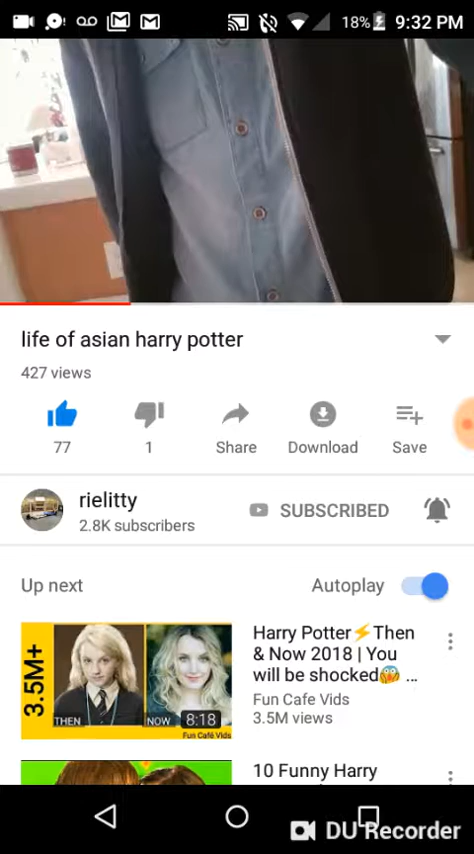 18% 9:32 PM
life of asian harry potter
427 views
77 1 Share Download Save
rielitty
2.8K subscribers
SUBSCRIBED
Up next Autoplay
3.5M+
THEN NOW 8:18
Fun Café Vids
Harry Potter⚡Then
& Now 2018 | You
will be shocked😱 ...
Fun Cafe Vids
3.5M views
10 Funny Harry
DU Recorder